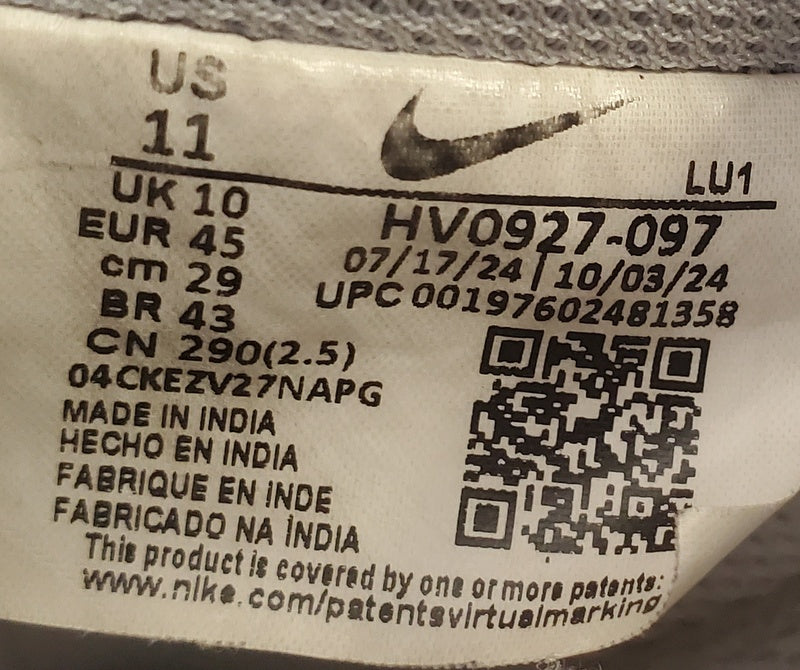 US
11
LU1
UK 10
EUR 45
cm 29
BR 43
CN 290(2.5)
HV0927-097
07/17/24 | 10/03/24
UPC 00197602481358
04CKEZV27NAPG
MADE IN INDIA
HECHO EN INDIA
FABRIQUE EN INDE
FABRICADO NA ÍNDIA
This product is covered by one or more patents:
www.nike.com/patentsvirtualmarking